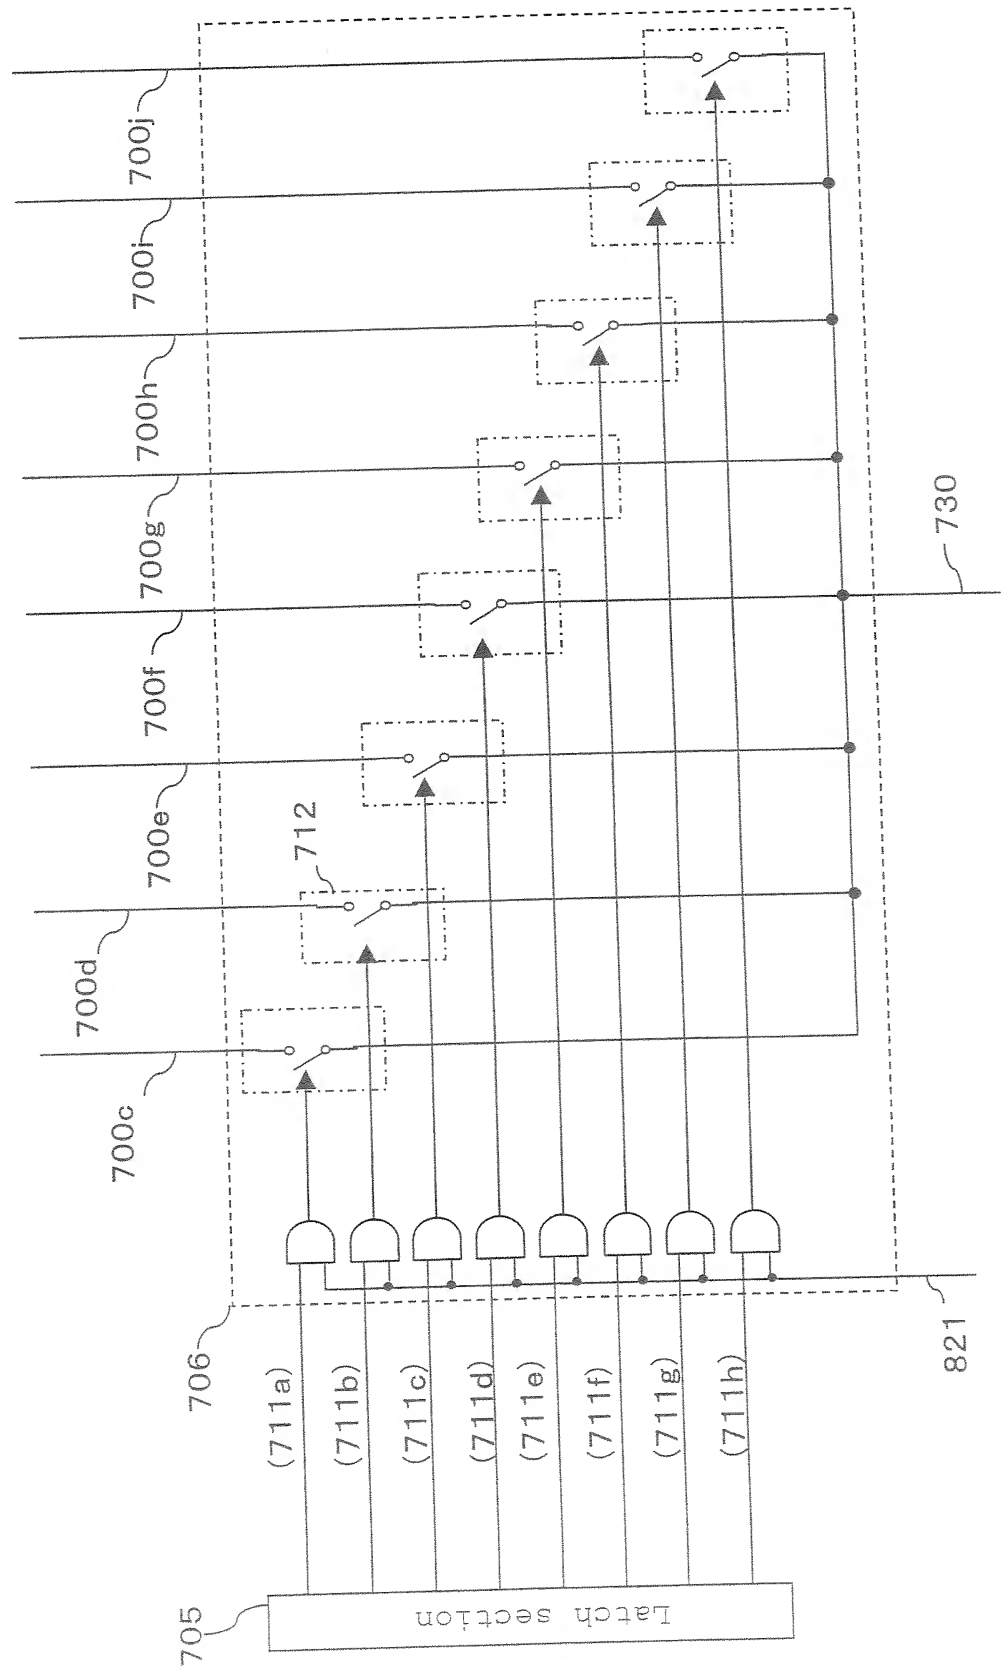 700j
700i
700h
700g
700f
700e
700d
700c
712
730
706
821
(711a)
(711b)
(711c)
(711d)
(711e)
(711f)
(711g)
(711h)
705
Latch section